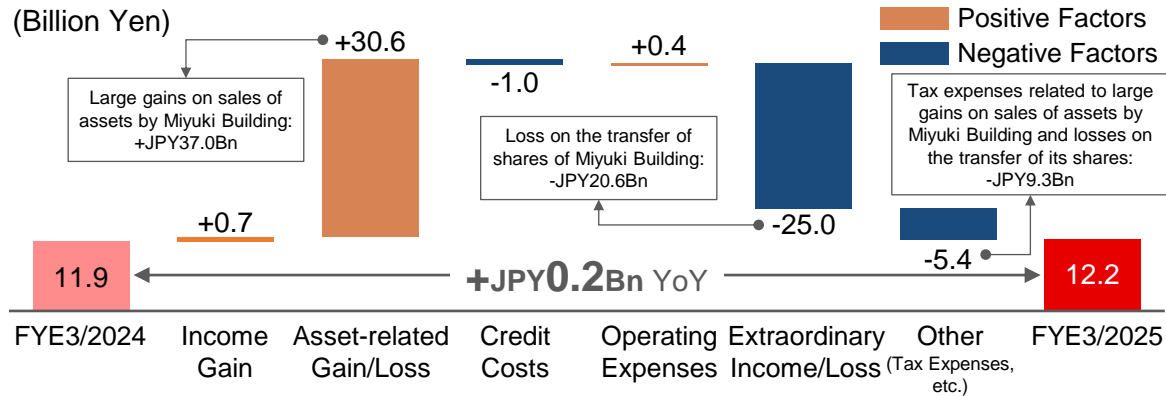 (Billion Yen)
Positive Factors
Negative Factors
+30.6
Large gains on sales of
assets by Miyuki Building:
+JPY37.0Bn
-1.0
+0.4
Loss on the transfer of
shares of Miyuki Building:
-JPY20.6Bn
Tax expenses related to large
gains on sales of assets by
Miyuki Building and losses on
the transfer of its shares:
-JPY9.3Bn
+0.7
-25.0
-5.4
11.9
+JPY0.2Bn YoY
12.2
FYE3/2024
Income
Gain
Asset-related
Gain/Loss
Credit
Costs
Operating
Expenses
Extraordinary
Income/Loss
Other
(Tax Expenses,
etc.)
FYE3/2025